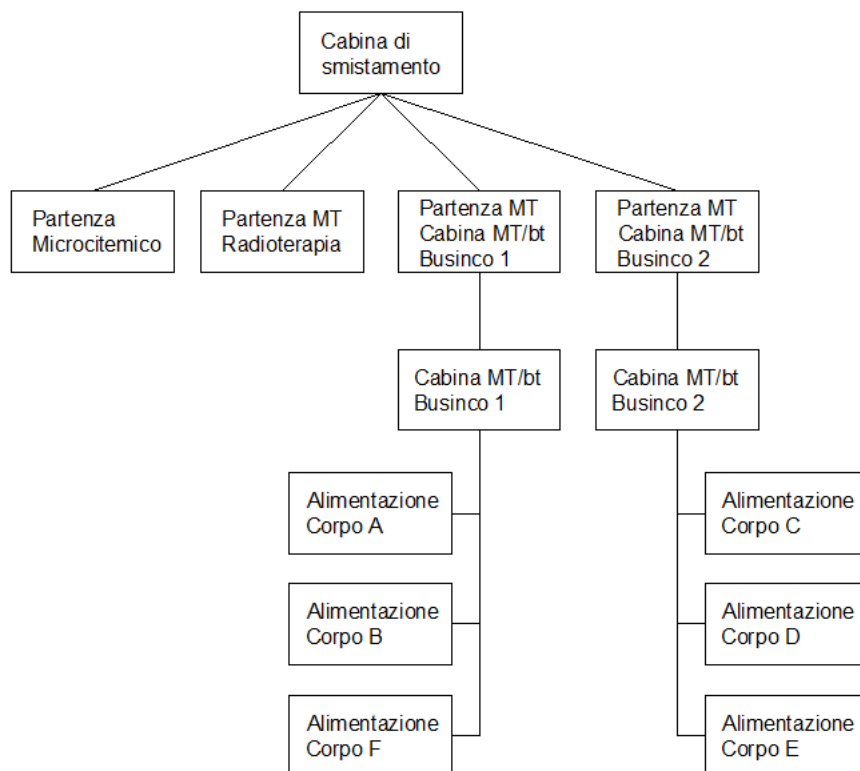 Cabina di
smistamento
Partenza
Microcitemico
Partenza MT
Radioterapia
Partenza MT
Cabina MT/bt
Businco 1
Partenza MT
Cabina MT/bt
Businco 2
Cabina MT/bt
Businco 1
Cabina MT/bt
Businco 2
Alimentazione
Corpo A
Alimentazione
Corpo C
Alimentazione
Corpo B
Alimentazione
Corpo D
Alimentazione
Corpo F
Alimentazione
Corpo E